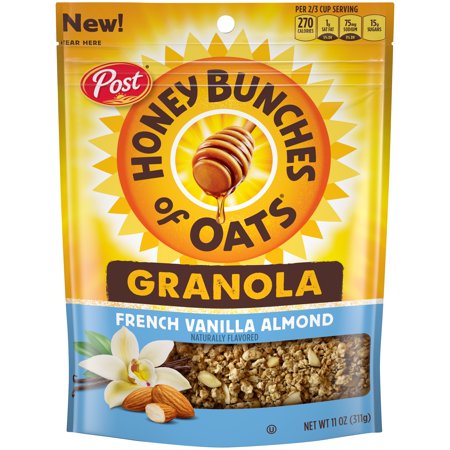 New!
PER 2/3 CUP SERVING
270 1g 75mg 15g
CALORIES SAT FAT SODIUM SUGARS
EAR HERE
Post
HONEY BUNCHES
of OATS®
GRANOLA
FRENCH VANILLA ALMOND
NATURALLY FLAVORED
U
NET WT 11 OZ (311g)